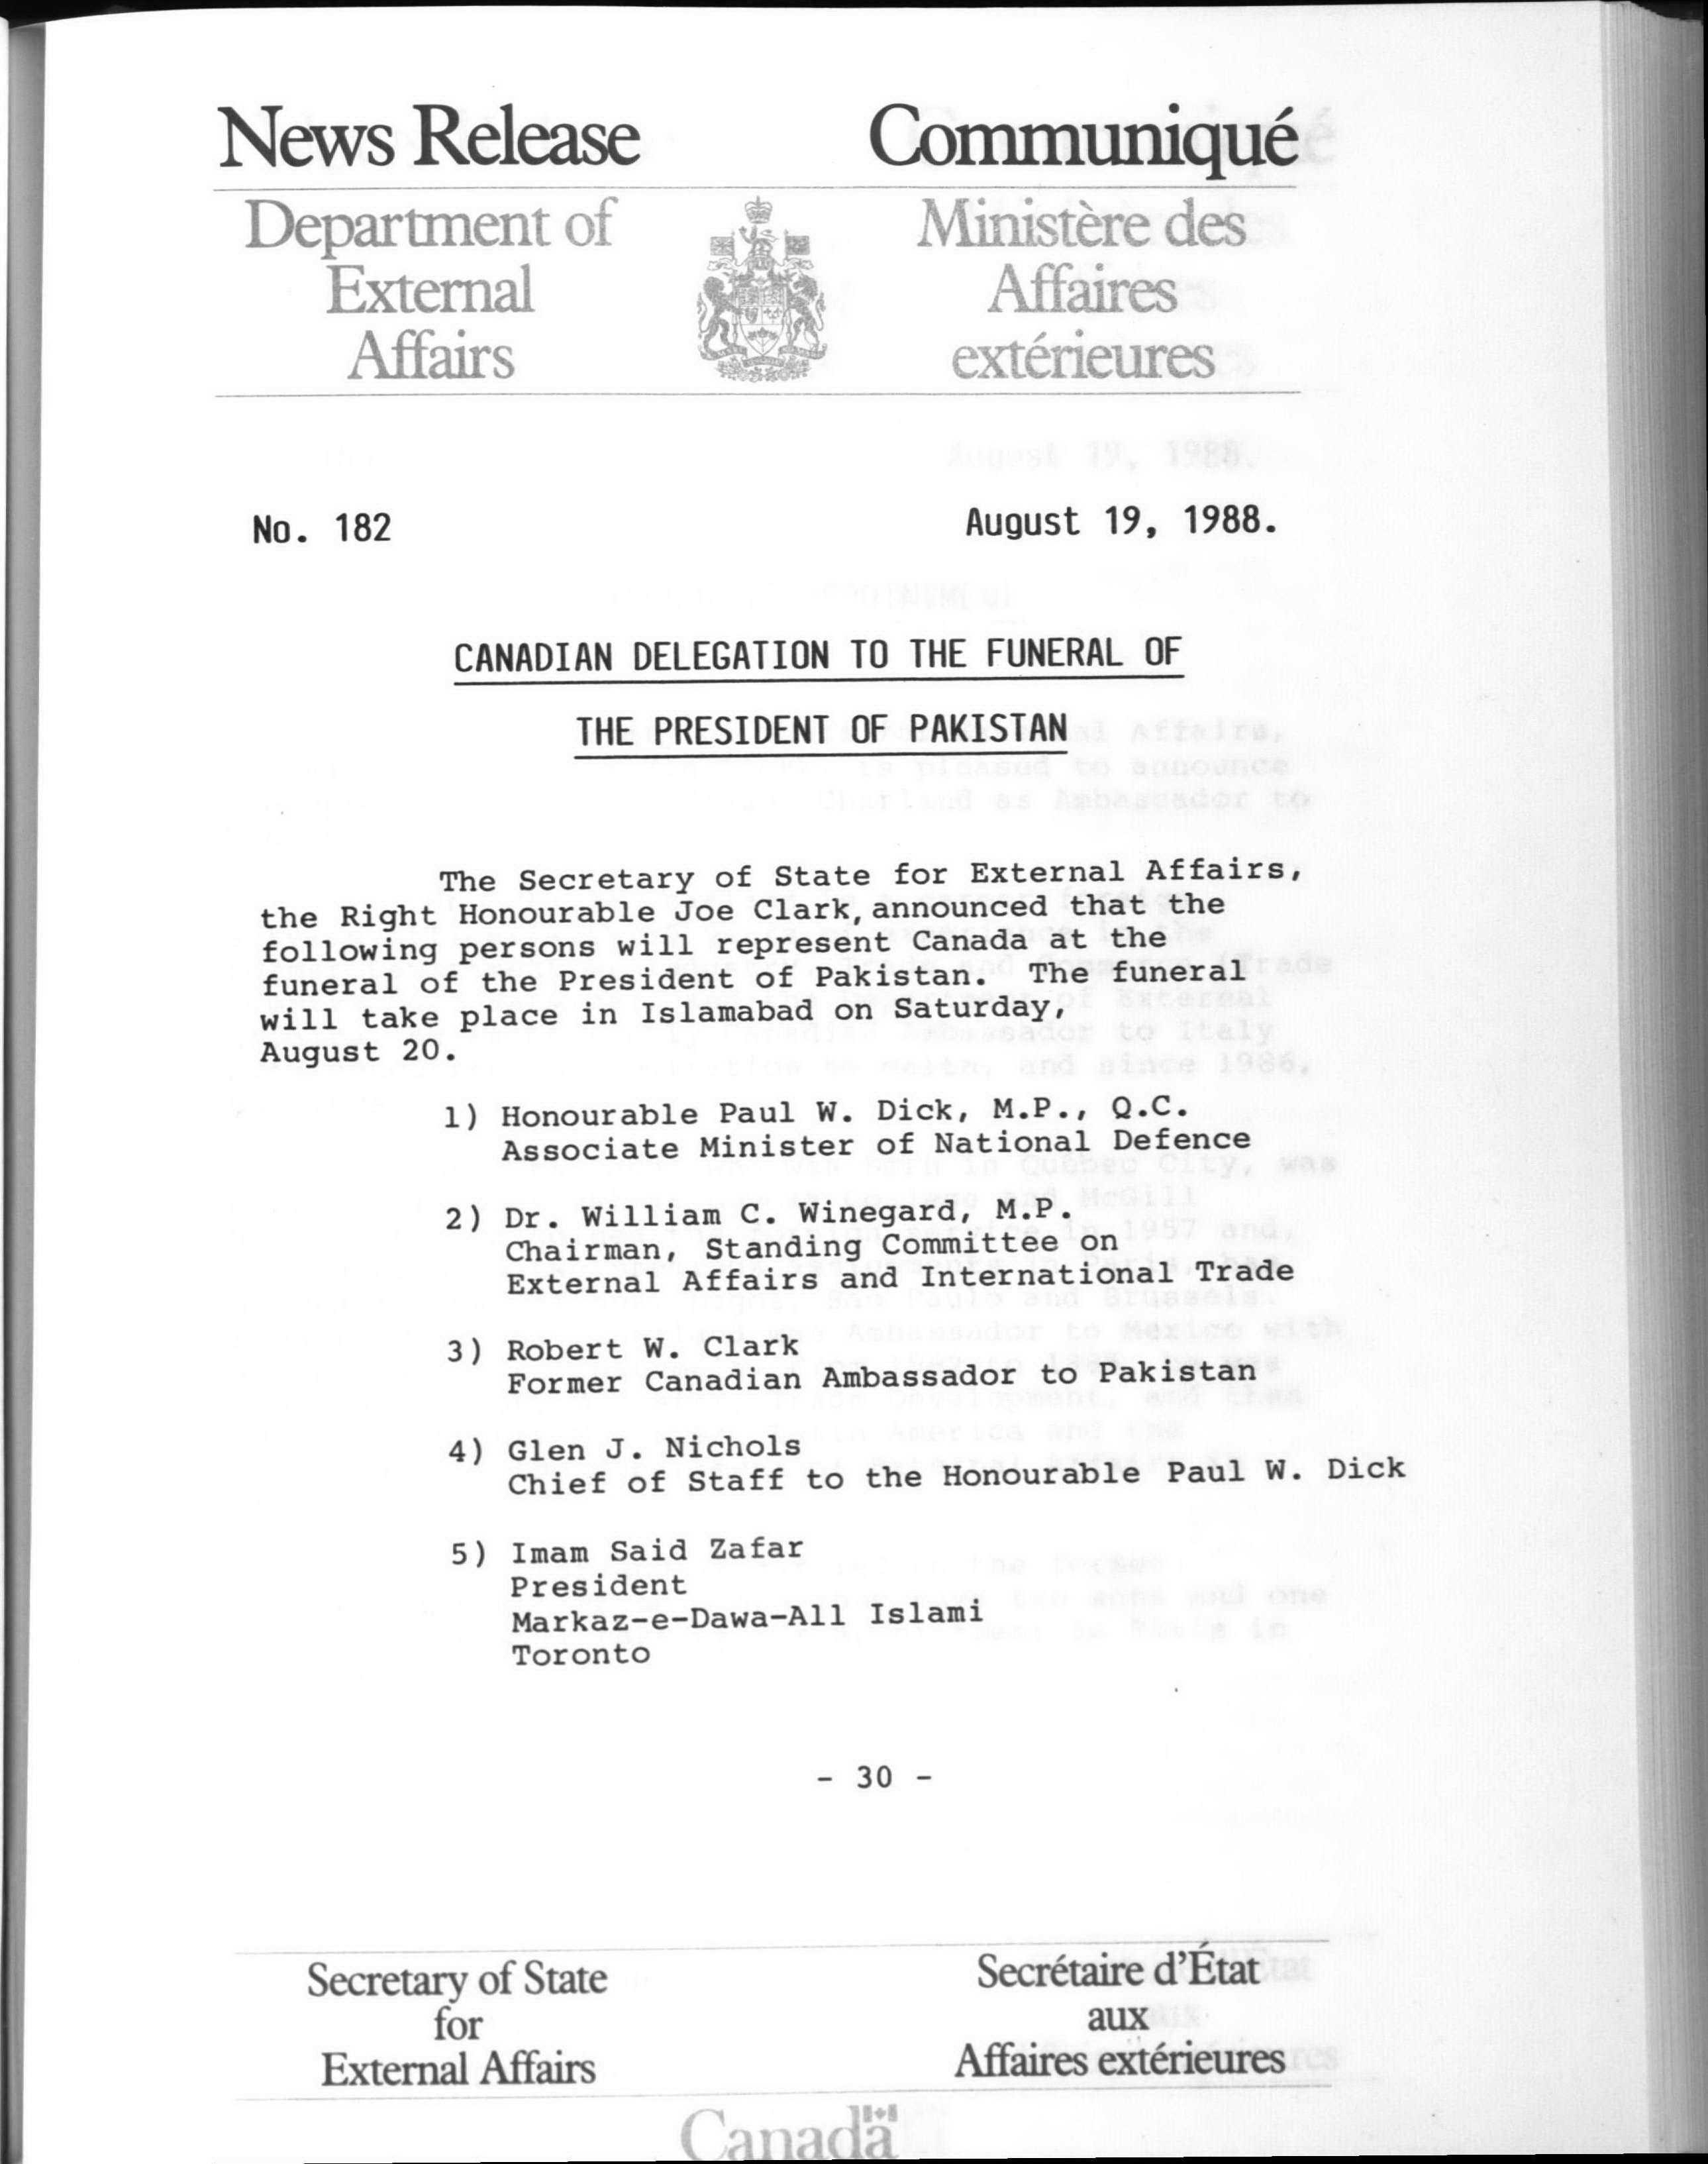 News Release
Communiqué
Department of
External
Affairs
Ministère des
Affaires
extérieures
No. 182
August 19, 1988.
CANADIAN DELEGATION TO THE FUNERAL OF
THE PRESIDENT OF PAKISTAN
The Secretary of State for External Affairs,
the Right Honourable Joe Clark, announced that the
following persons will represent Canada at the
funeral of the President of Pakistan. The funeral
will take place in Islamabad on Saturday,
August 20.
1) Honourable Paul W. Dick, M.P., Q.C.
Associate Minister of National Defence
2) Dr. William C. Winegard, M.P.
Chairman, Standing Committee on
External Affairs and International Trade
3) Robert W. Clark
Former Canadian Ambassador to Pakistan
4) Glen J. Nichols
Chief of Staff to the Honourable Paul W. Dick
5) Imam Said Zafar
President
Markaz-e-Dawa-All Islami
Toronto
- 30 -
Secretary of State
for
External Affairs
Secrétaire d'État
aux
Affaires extérieures
Canada